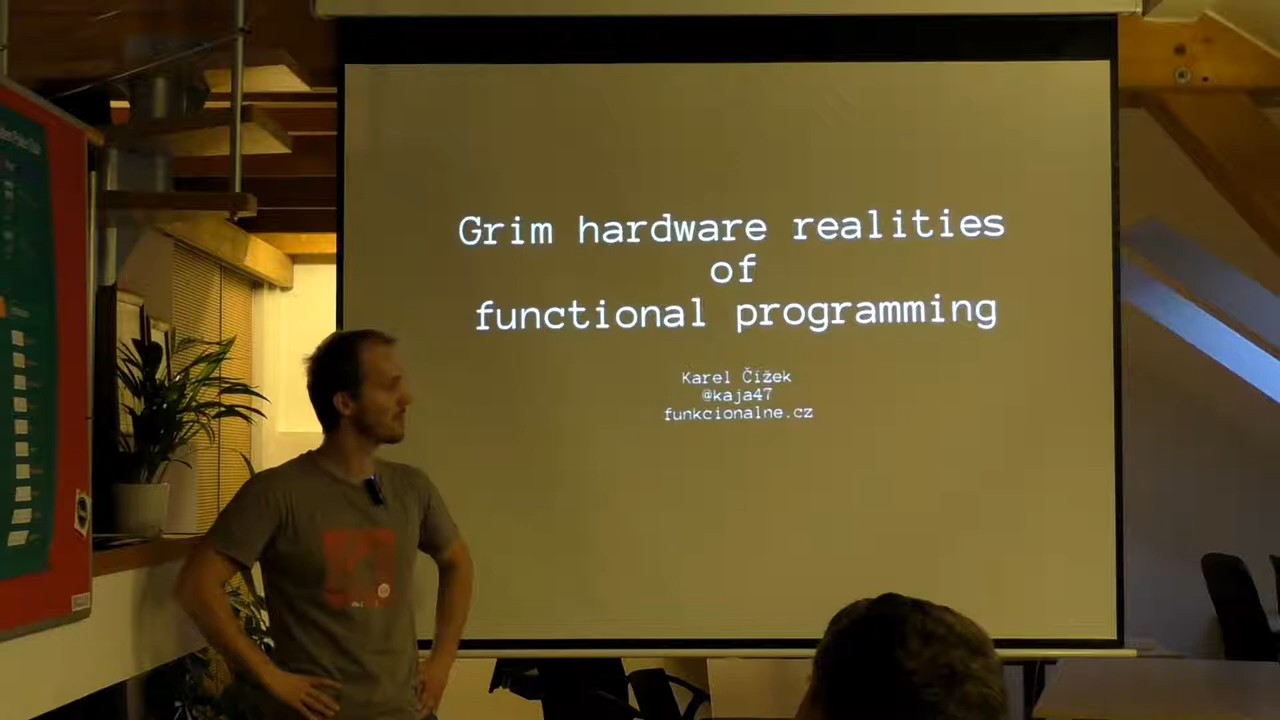 Grim hardware realities
of
functional programming
Karel Čížek
@kaja47
funkcionalne.cz